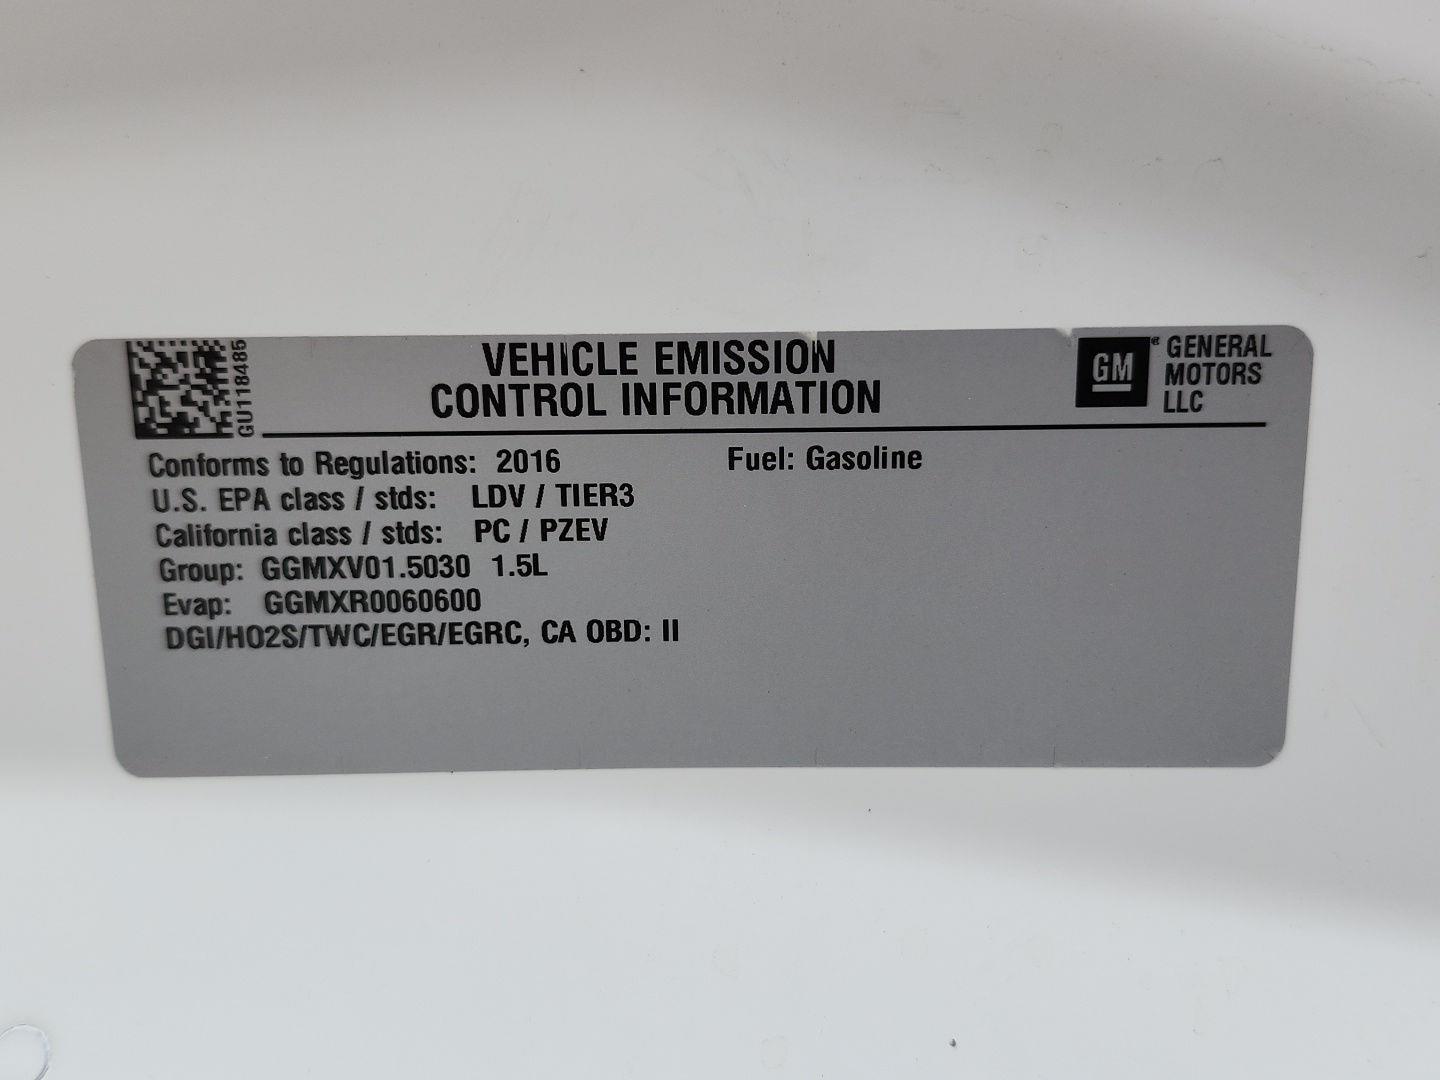 GU118485
VEHICLE EMISSION
CONTROL INFORMATION
GM
®
GENERAL
MOTORS
LLC
Conforms to Regulations: 2016
Fuel: Gasoline
U.S. EPA class / stds: LDV / TIER3
California class / stds: PC / PZEV
Group: GGMXV01.5030 1.5L
Evap: GGMXR0060600
DGI/HO2S/TWC/EGR/EGRC, CA OBD: II